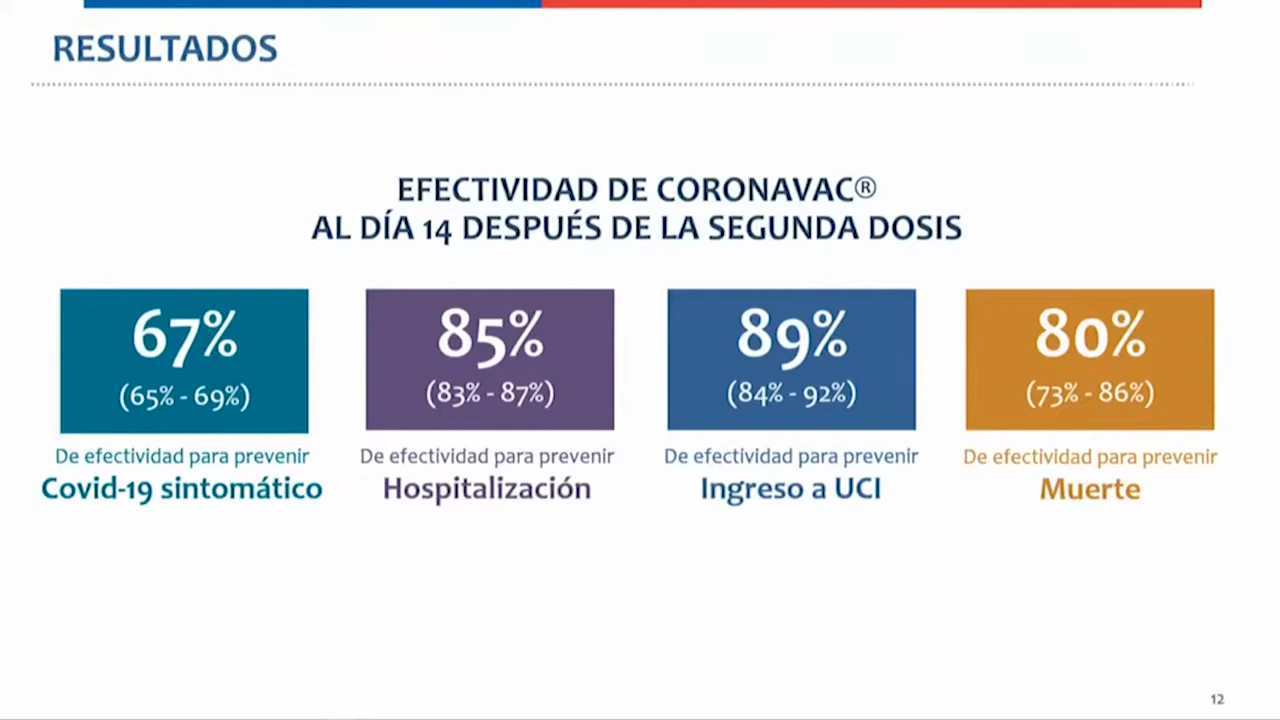 RESULTADOS
EFECTIVIDAD DE CORONAVAC®
AL DÍA 14 DESPUÉS DE LA SEGUNDA DOSIS
67%
(65% - 69%)
De efectividad para prevenir
Covid-19 sintomático
85%
(83% - 87%)
De efectividad para prevenir
Hospitalización
89%
(84% - 92%)
De efectividad para prevenir
Ingreso a UCI
80%
(73% - 86%)
De efectividad para prevenir
Muerte
12